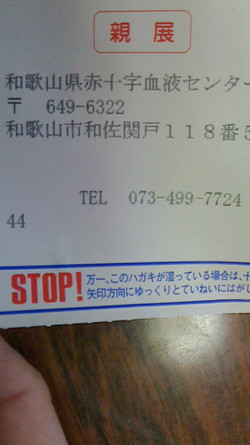 親展
和歌山県赤十字血液センター
〒 649-6322
和歌山市和佐関戸118番5
TEL 073-499-7724
44
STOP!
万一、このハガキが湿っている場合は、十
矢印方向にゆっくりとていねいにはがし